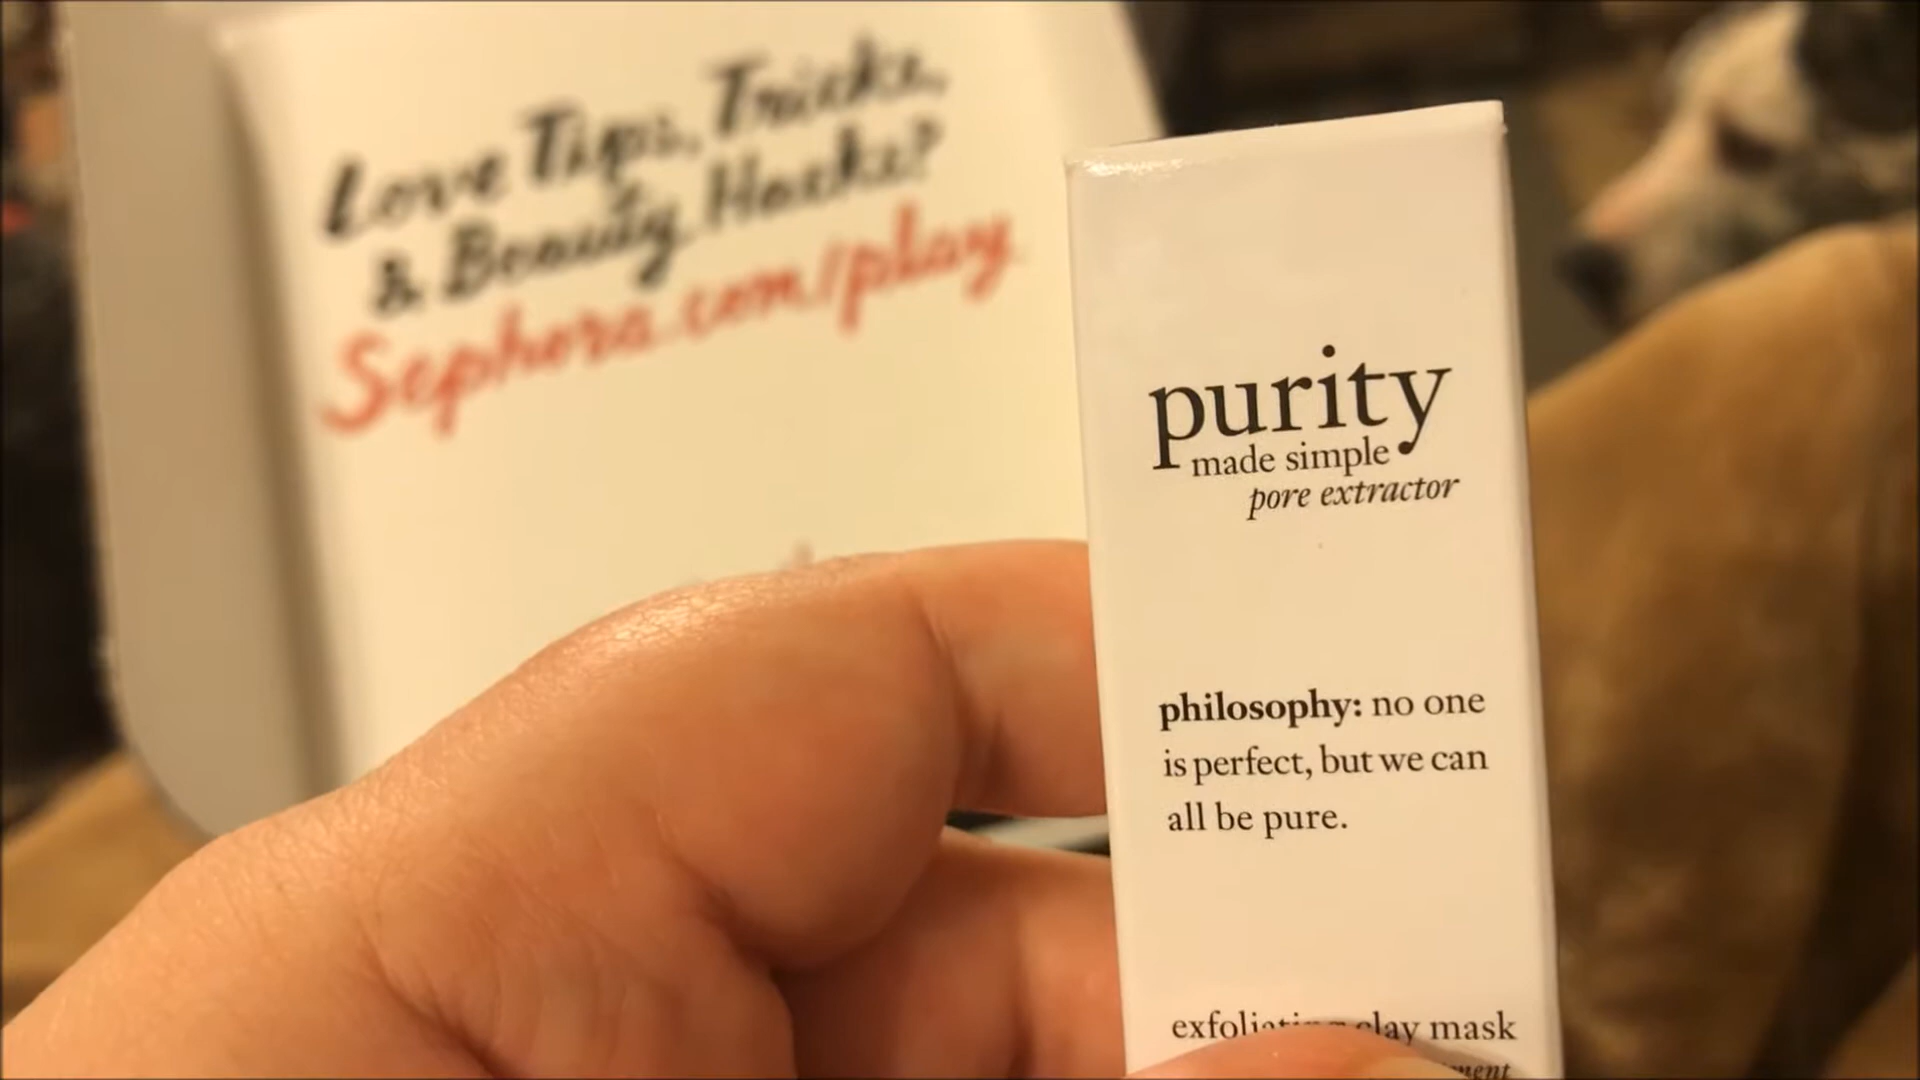 Love Tips, Tricks,
& Beauty Hacks?
Sephora.com/play
purity
made simple
pore extractor
philosophy: no one
is perfect, but we can
all be pure.
exfoliating clay mask